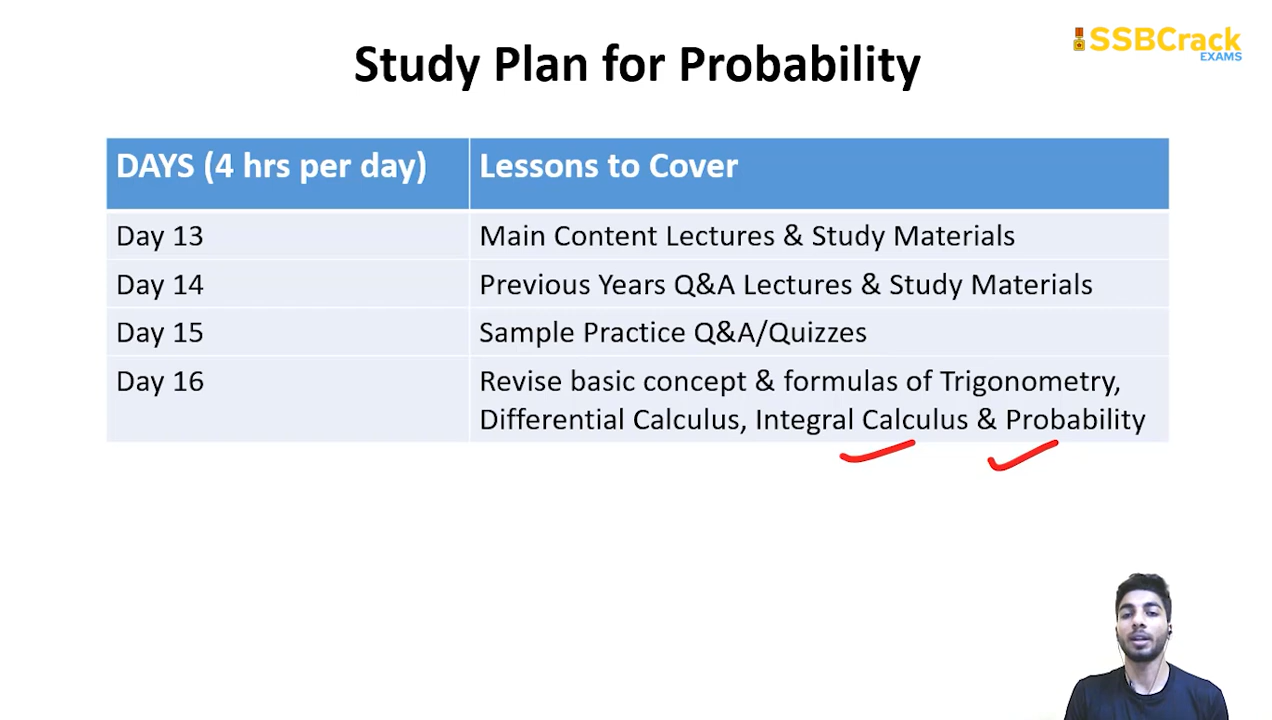 SSBCrack
EXAMS
Study Plan for Probability
DAYS (4 hrs per day) Lessons to Cover
Day 13 Main Content Lectures & Study Materials
Day 14 Previous Years Q&A Lectures & Study Materials
Day 15 Sample Practice Q&A/Quizzes
Day 16 Revise basic concept & formulas of Trigonometry,
Differential Calculus, Integral Calculus & Probability